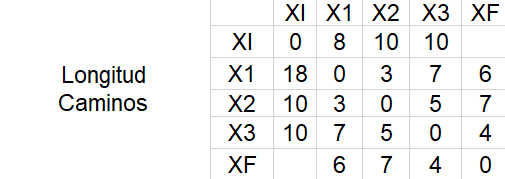 XI X1 X2 X3 XF
XI 0 8 10 10
X1 18 0 3 7 6
X2 10 3 0 5 7
X3 10 7 5 0 4
XF 6 7 4 0
Longitud
Caminos